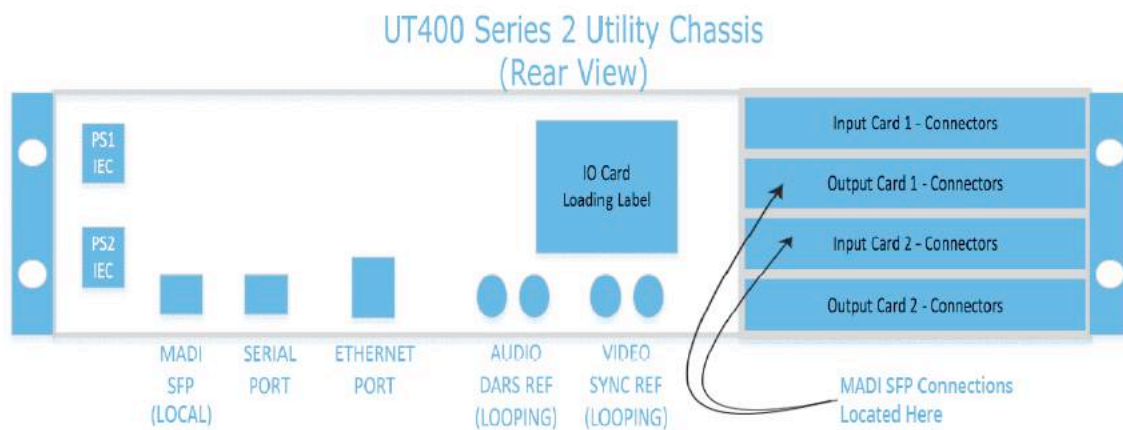 UT400 Series 2 Utility Chassis
(Rear View)
PS1
IEC
PS2
IEC
IO Card
Loading Label
Input Card 1 - Connectors
Output Card 1 - Connectors
Input Card 2 - Connectors
Output Card 2 - Connectors
MADI
SFP
(LOCAL)
SERIAL
PORT
ETHERNET
PORT
AUDIO
DARS REF
(LOOPING)
VIDEO
SYNC REF
(LOOPING)
MADI SFP Connections
Located Here